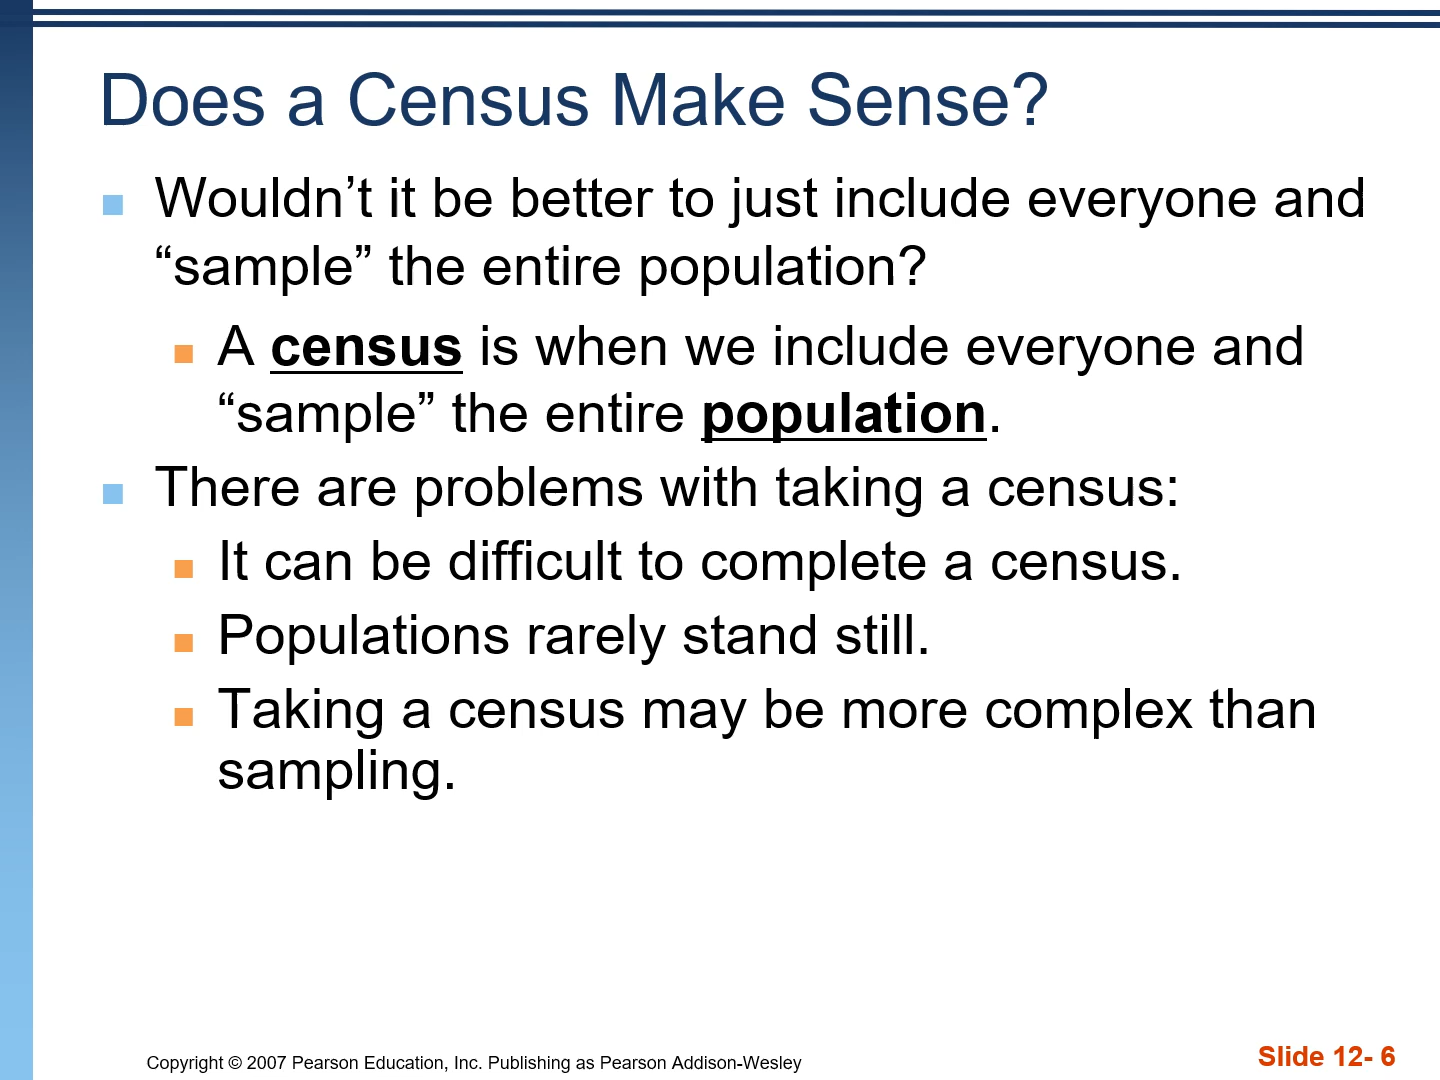 Does a Census Make Sense?
Wouldn’t it be better to just include everyone and
“sample” the entire population?
A census is when we include everyone and
“sample” the entire population.
There are problems with taking a census:
It can be difficult to complete a census.
Populations rarely stand still.
Taking a census may be more complex than
sampling.
Copyright © 2007 Pearson Education, Inc. Publishing as Pearson Addison-Wesley
Slide 12- 6